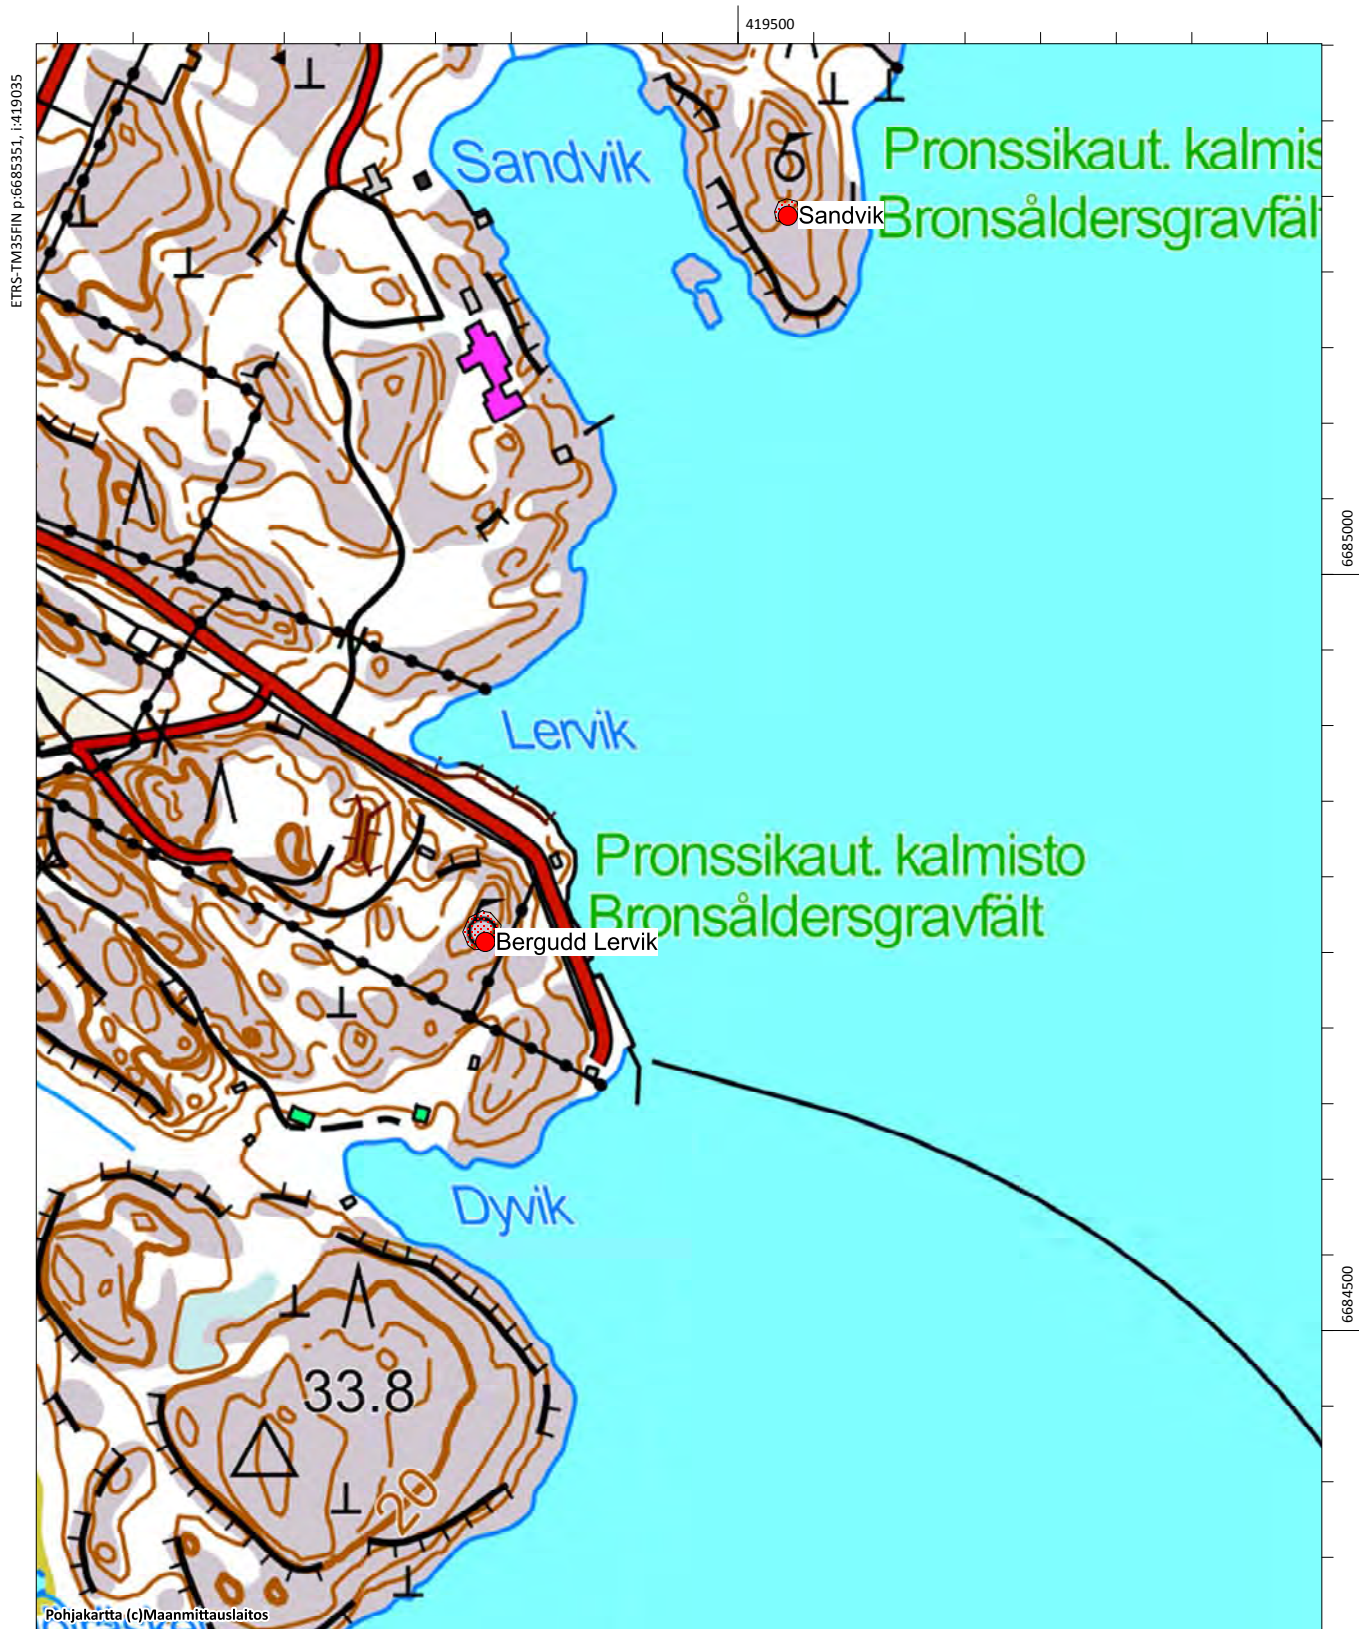 419500
ETRS-TM35FIN p:6685351, i:419035
Sandvik
Pronssikaut. kalmis
Bronsåldersgravfält
Sandvik
6685000
Lervik
Pronssikaut. kalmisto
Bronsåldersgravfält
Bergudd Lervik
Dyvik
6684500
33.8
20
Pohjakartta (c)Maanmittauslaitos